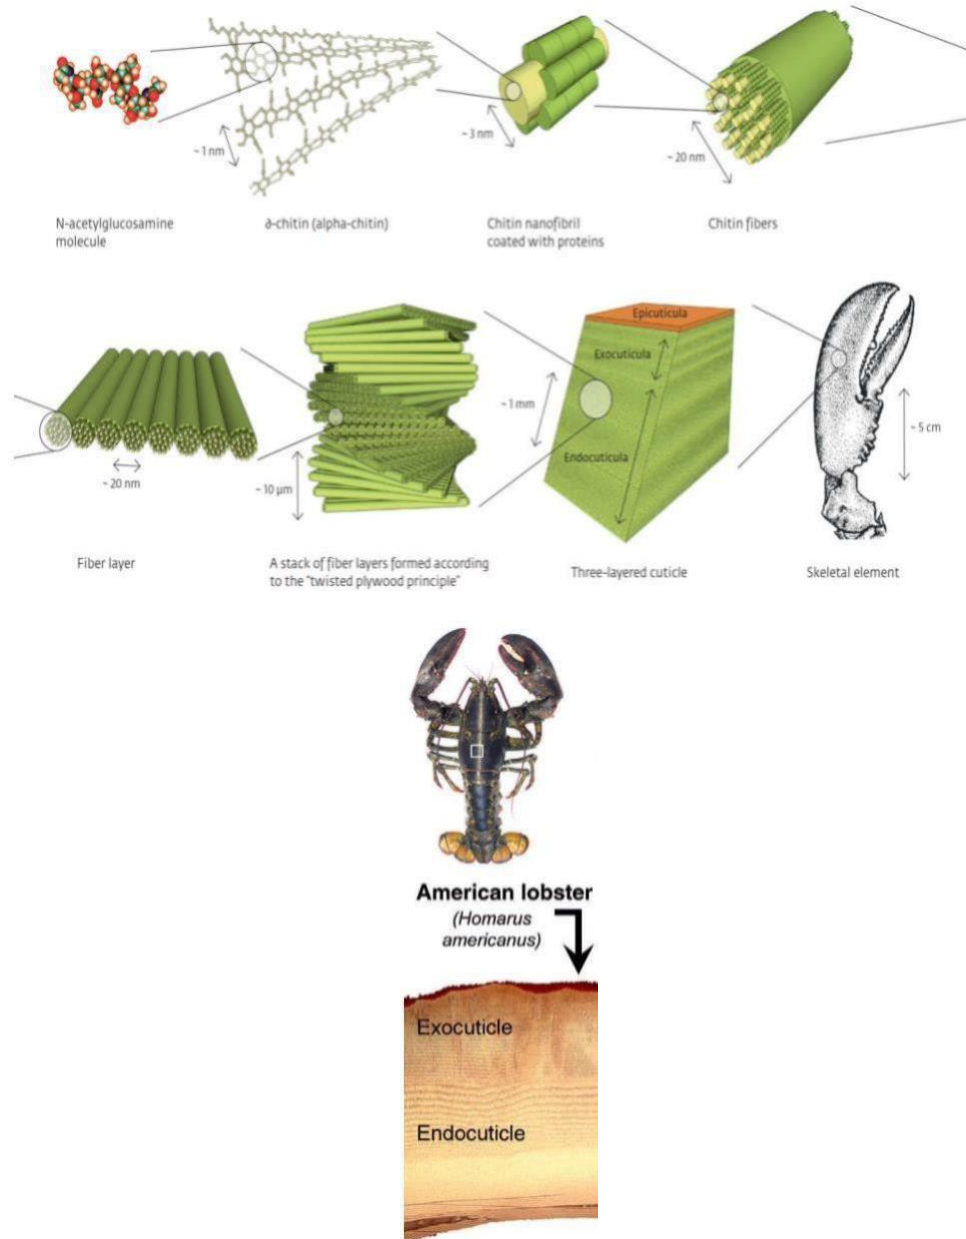 ~ 1 nm
~ 3 nm
~ 20 nm
N-acetylglucosamine
molecule
∂-chitin (alpha-chitin)
Chitin nanofibril
coated with proteins
Chitin fibers
Epicuticula
Exocuticula
~ 1 mm
Endocuticula
~ 5 cm
~ 20 nm
~ 10 µm
Fiber layer
A stack of fiber layers formed according
to the "twisted plywood principle"
Three-layered cuticle
Skeletal element
American lobster
(Homarus
americanus)
Exocuticle
Endocuticle